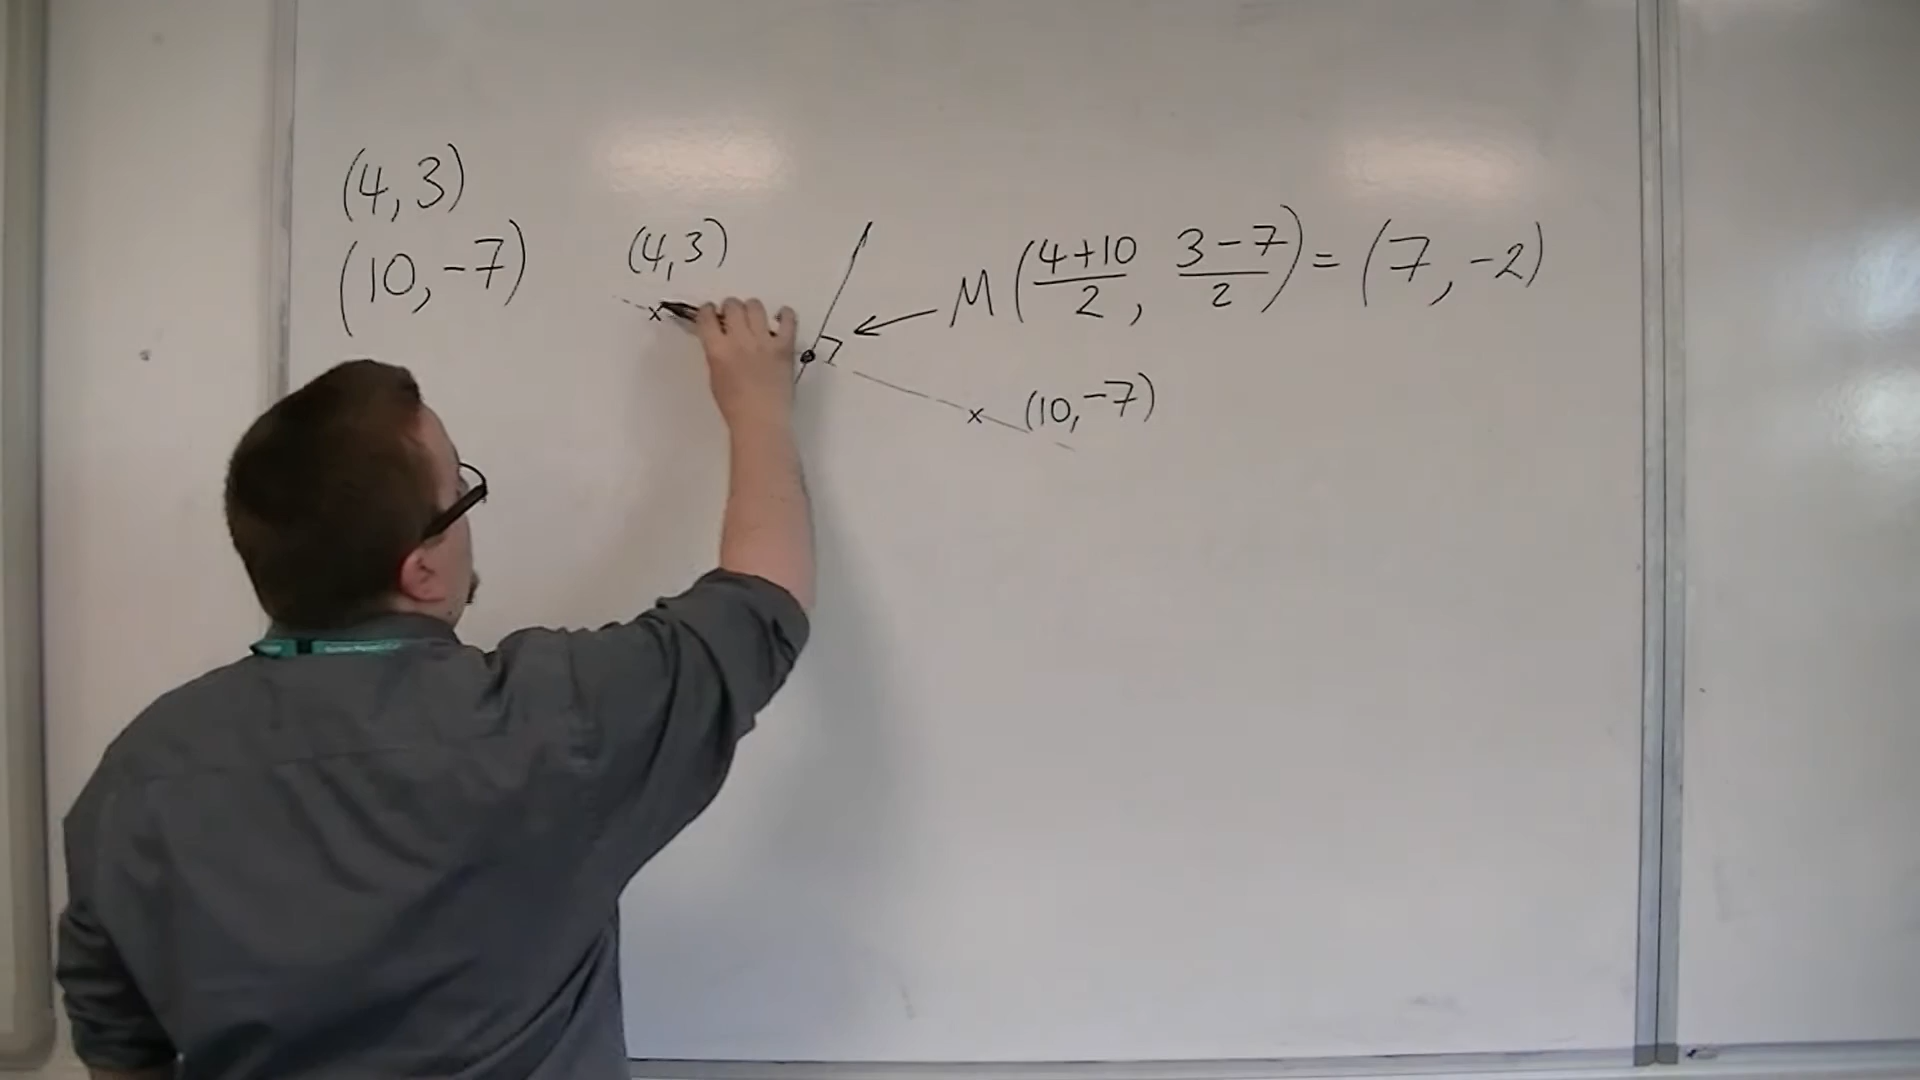 (4,3)
(10,-7)
(4,3)
M(4+10/2, 3-7/2) = (7,-2)
(10,-7)